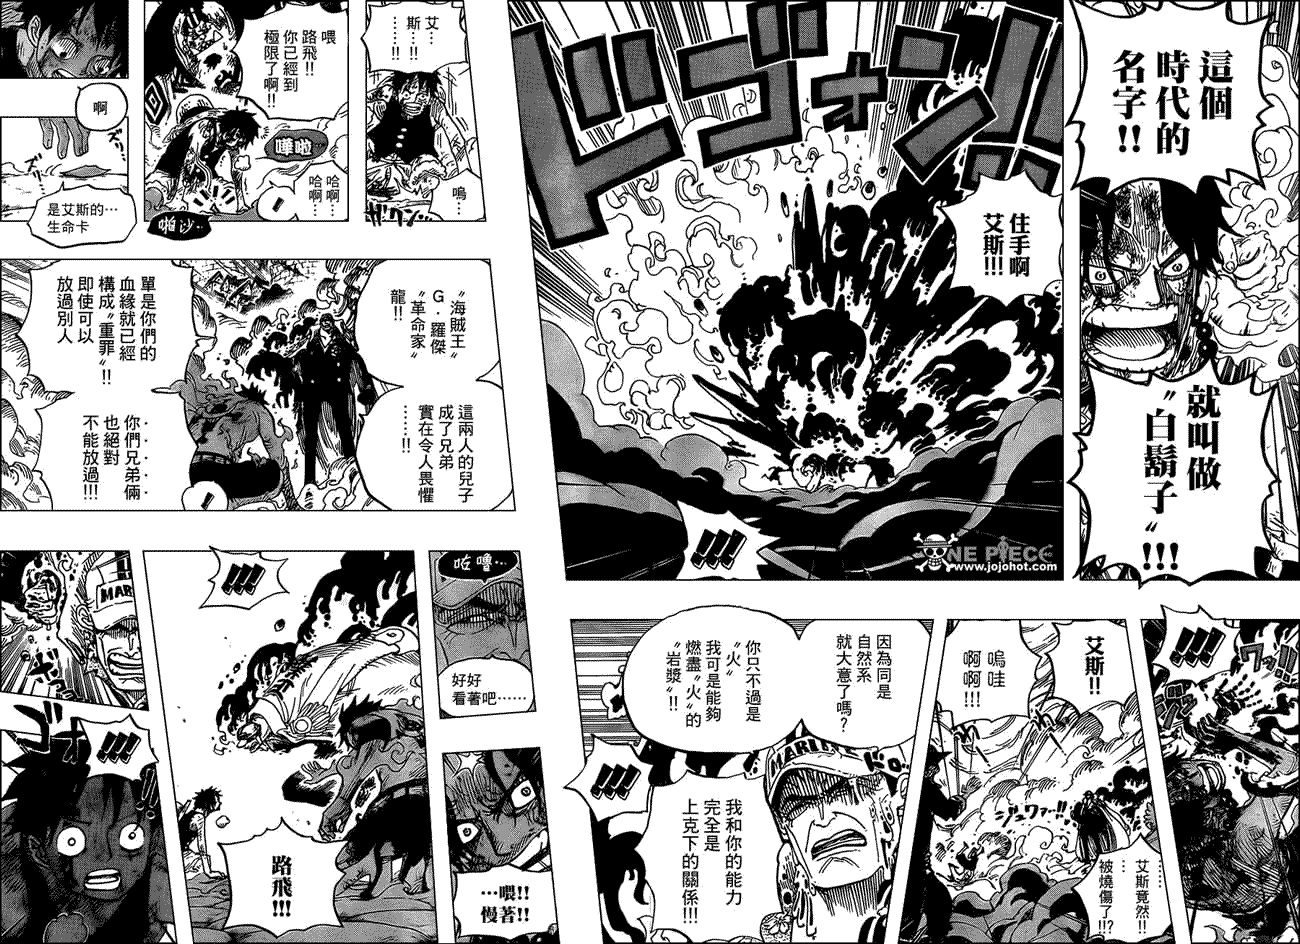 這個
時代的
名字!!
就叫做
〝白鬍子〞!!!
ドゴォン!!
住手啊
艾斯!!!
!!!
ONE PIECE
www.jojohot.com
!!!
艾斯竟然…
被燒傷了!!?
艾斯!!
嗚哇
啊啊!!!
ジュワァ!!
因為同是
自然系
就大意了嗎?
你只不過是
〝火〞
我可是能夠
燃盡〝火〞的
〝岩漿〞!!
MARINE
我和你的能力
完全是
上克下的關係!!!
!!!
艾…
斯…
…!!
…!!
嗚…
喂
路飛!!
你已經到
極限了啊!!
嘩啦…
哈啊…
哈啊…
啪沙…
啊
是艾斯的…
生命卡
〝海賊王〞
G．羅傑
〝革命家〞
龍!!
這兩人的兒子
成了兄弟
實在令人畏懼
……!!
單是你們的
血緣就已經
構成〝重罪〞!!
即使可以
放過別人
你們兄弟倆
也絕對
不能放過!!!
咕嚕…
好好
看著吧……
…喂!!
慢著!!
!!!
路飛!!!
MARINE
!!!